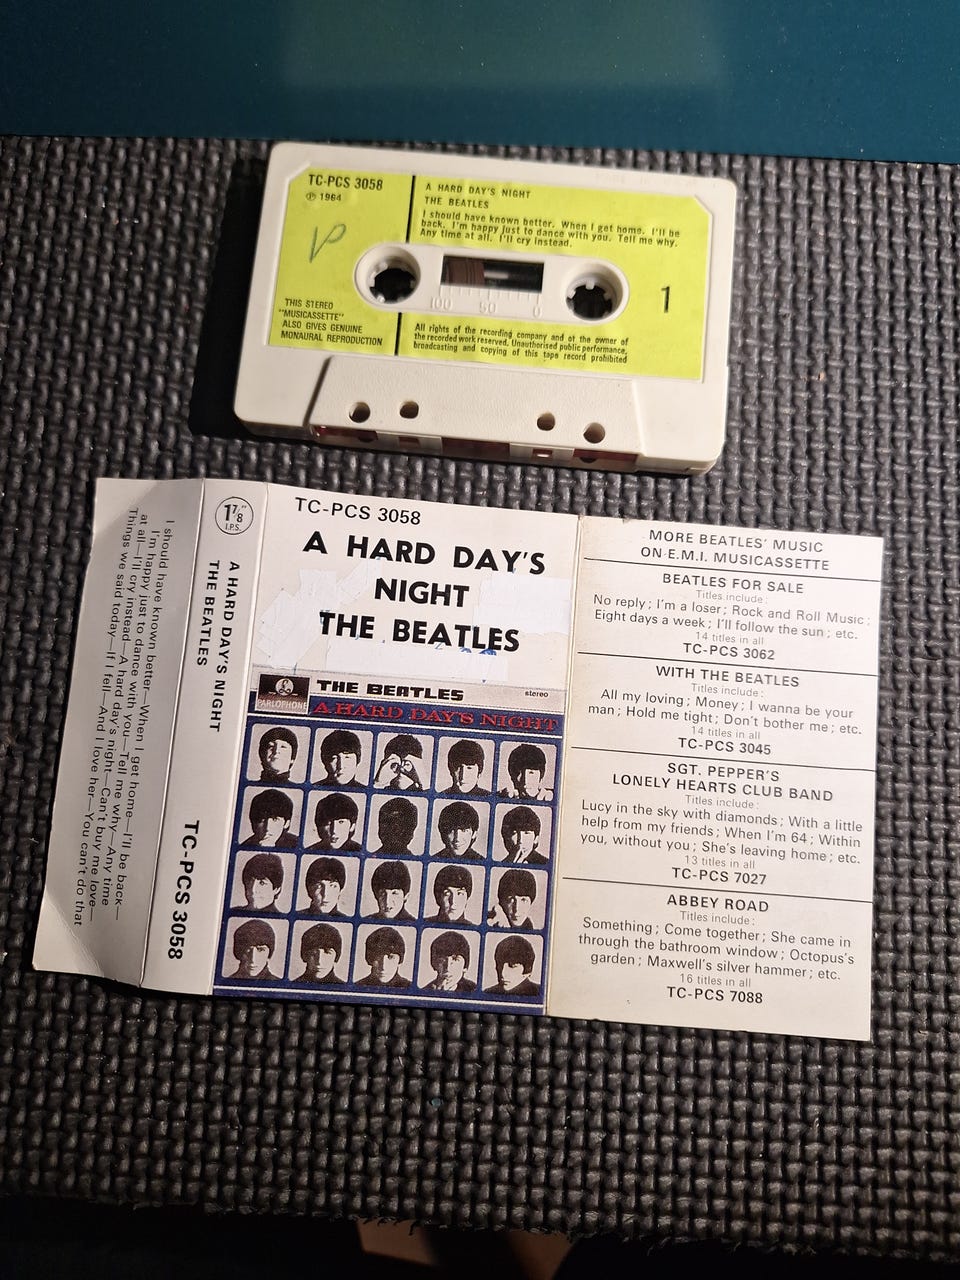 TC-PCS 3058
℗ 1964
THIS STEREO
"MUSICASSETTE"
ALSO GIVES GENUINE
MONAURAL REPRODUCTION
A HARD DAY'S NIGHT
THE BEATLES
I should have known better. When I get home. I'll be
back. I'm happy just to dance with you. Tell me why.
Any time at all. I'll cry instead.
100 50 0
1
All rights of the recording company and of the owner of
the recorded work reserved. Unauthorised public performance,
broadcasting and copying of this tape record prohibited
I should have known better—When I get home—I'll be back—
I'm happy just to dance with you—Tell me why—Any time
at all—I'll cry instead—A hard day's night—Can't buy me love—
Things we said today—If I fall—And I love her—You can't do that
1⅞"
I.P.S.
A HARD DAY'S NIGHT
THE BEATLES
TC-PCS 3058
TC-PCS 3058
A HARD DAY'S
NIGHT
THE BEATLES
PARLOPHONE
THE BEATLES
stereo
A HARD DAY'S NIGHT
MORE BEATLES' MUSIC
ON E.M.I. MUSICASSETTE
BEATLES FOR SALE
Titles include:
No reply; I'm a loser; Rock and Roll Music;
Eight days a week; I'll follow the sun; etc.
14 titles in all
TC-PCS 3062
WITH THE BEATLES
Titles include:
All my loving; Money; I wanna be your
man; Hold me tight; Don't bother me; etc.
14 titles in all
TC-PCS 3045
SGT. PEPPER'S
LONELY HEARTS CLUB BAND
Titles include:
Lucy in the sky with diamonds; With a little
help from my friends; When I'm 64; Within
you, without you; She's leaving home; etc.
13 titles in all
TC-PCS 7027
ABBEY ROAD
Titles include:
Something; Come together; She came in
through the bathroom window; Octopus's
garden; Maxwell's silver hammer; etc.
16 titles in all
TC-PCS 7088